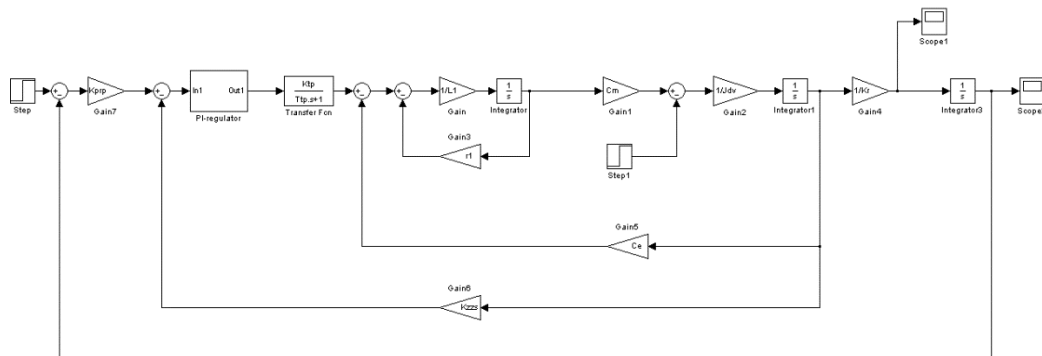 Scope1
Step
Kprp
Gain7
In1
Out1
PI-regulator
Ktp
Ttp.s+1
Transfer Fcn
1/L1
Gain
1
s
Integrator
Cm
Gain1
1/Jdv
Gain2
1
s
Integrator1
1/Kr
Gain4
1
s
Integrator3
Scope2
Gain3
r1
Step1
Gain5
Ce
Gain6
Kzzs